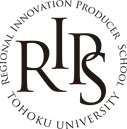 REGIONAL INNOVATION PRODUCER SCHOOL
RIPS
TOHOKU UNIVERSITY